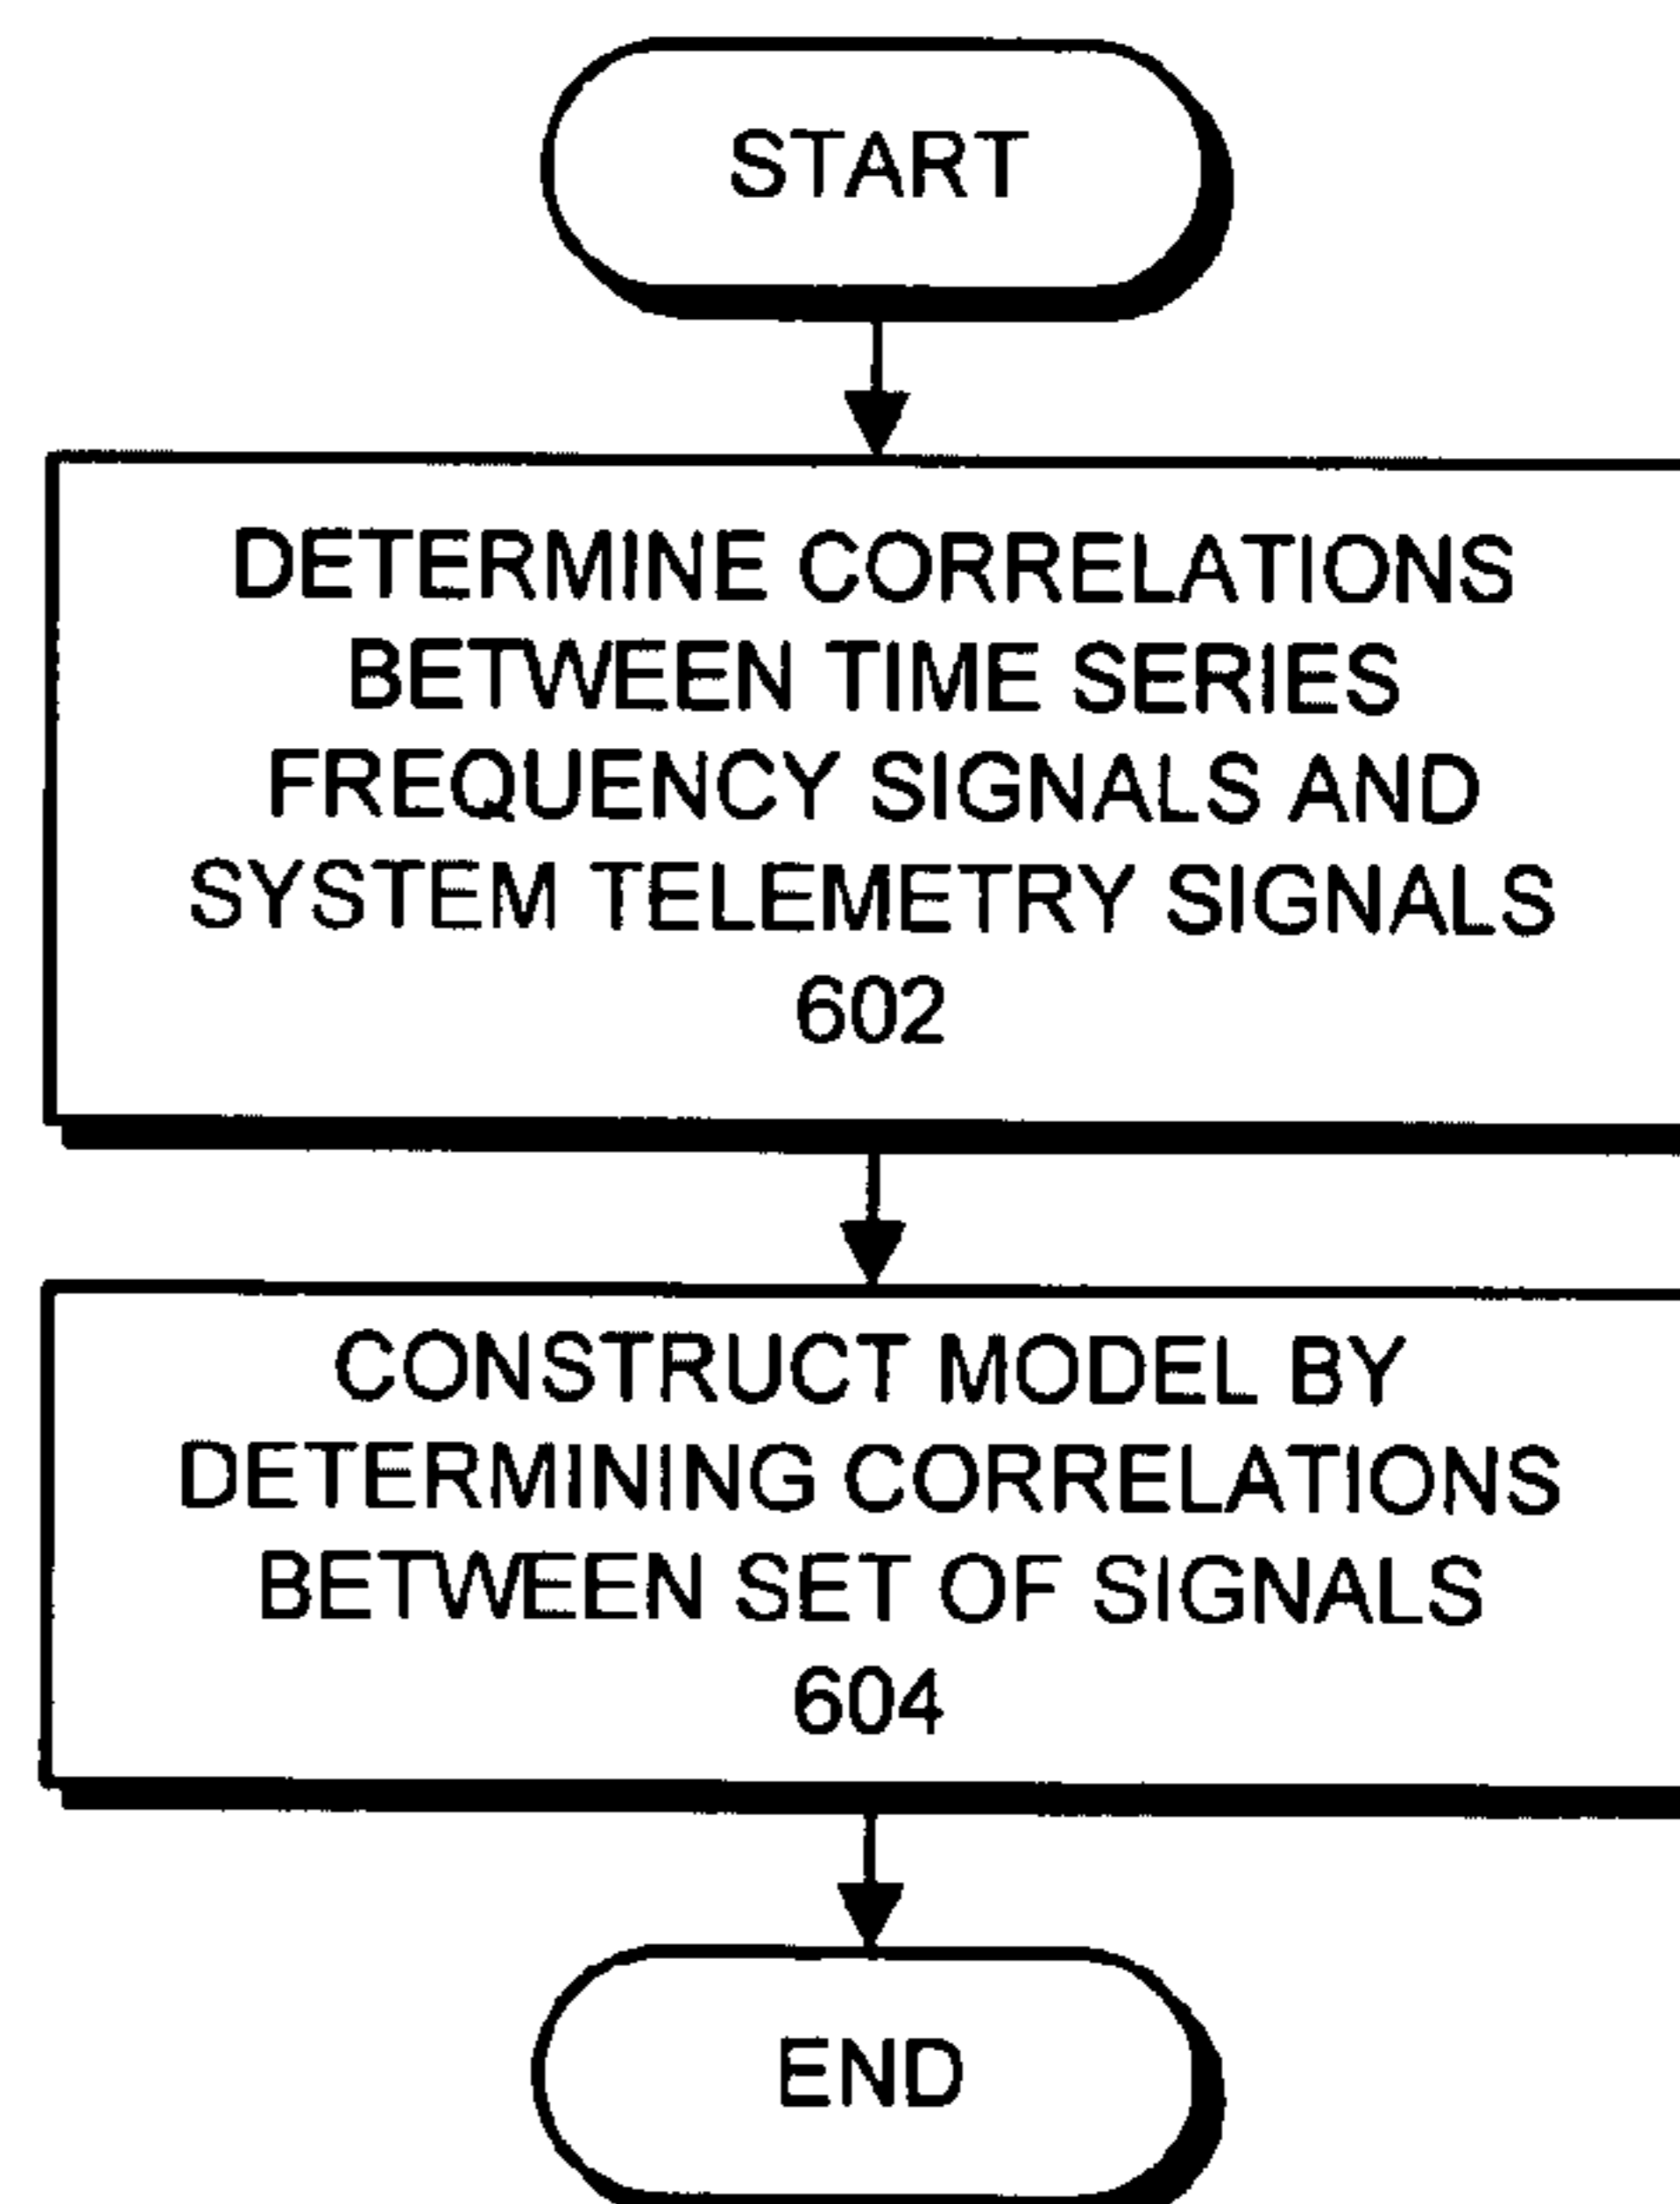 START
DETERMINE CORRELATIONS
BETWEEN TIME SERIES
FREQUENCY SIGNALS AND
SYSTEM TELEMETRY SIGNALS
602
CONSTRUCT MODEL BY
DETERMINING CORRELATIONS
BETWEEN SET OF SIGNALS
604
END